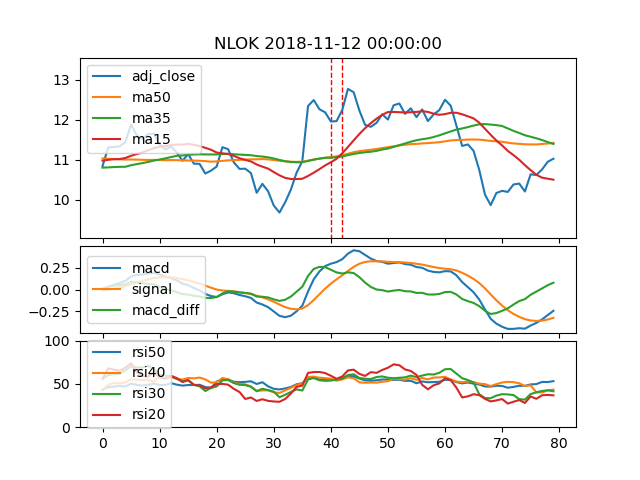 NLOK 2018-11-12 00:00:00
13
12
11
10
adj_close
ma50
ma35
ma15
0.25
0.00
−0.25
macd
signal
macd_diff
100
50
0
rsi50
rsi40
rsi30
rsi20
0 10 20 30 40 50 60 70 80